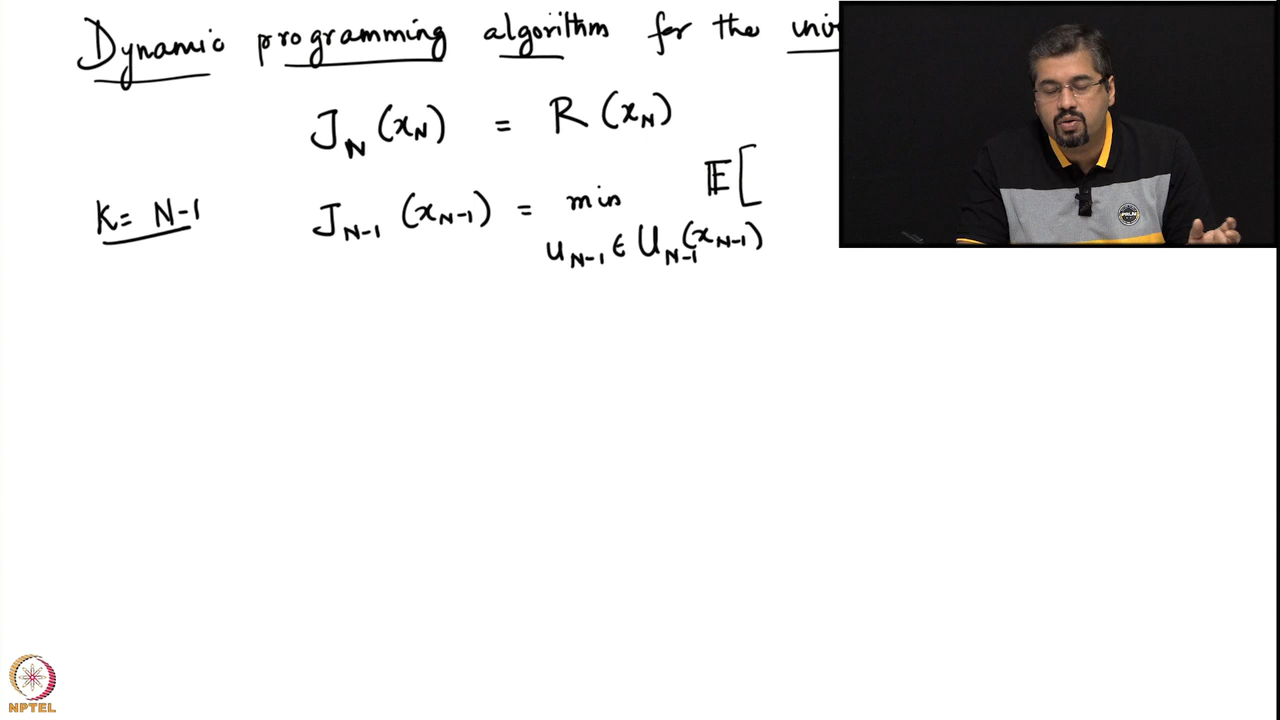 Dynamic programming algorithm for the
J_N (x_N) = R (x_N)
K = N-1 J_{N-1} (x_{N-1}) = min 𝔼[
u_{N-1} ∈ U_{N-1}(x_{N-1})
NPTEL